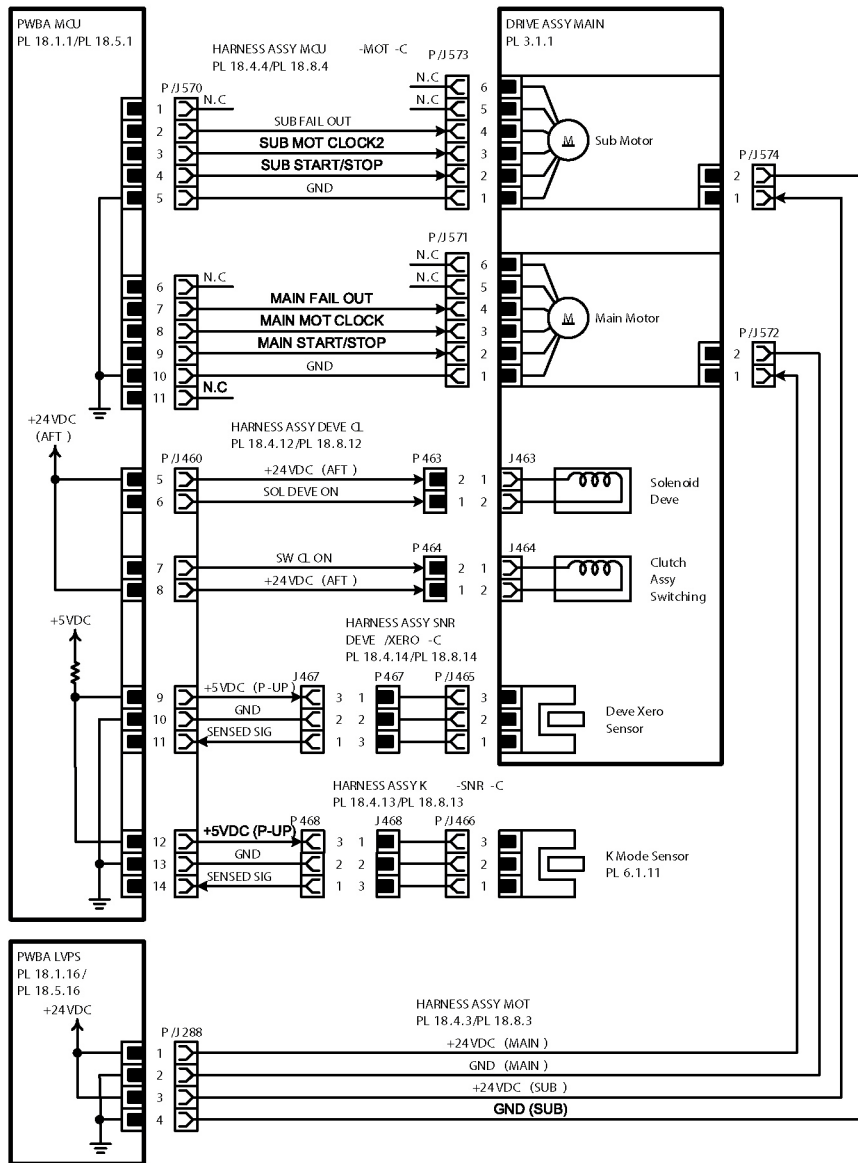 PWBA MCU
PL 18.1.1/PL 18.5.1
DRIVE ASSY MAIN
PL 3.1.1
HARNESS ASSY MCU -MOT -C
PL 18.4.4/PL 18.8.4
P/J570
P/J573
1 N.C
2 SUB FAIL OUT
3 SUB MOT CLOCK2
4 SUB START/STOP
5 GND
N.C 6
N.C 5
4
3
2
1
M Sub Motor
P/J574
2
1
P/J571
6 N.C
7 MAIN FAIL OUT
8 MAIN MOT CLOCK
9 MAIN START/STOP
10 GND
11 N.C
N.C 6
N.C 5
4
3
2
1
M Main Motor
P/J572
2
1
+24VDC
(AFT)
HARNESS ASSY DEVE CL
PL 18.4.12/PL 18.8.12
P/J460
P463
J463
5 +24VDC (AFT) 2 1
6 SOL DEVE ON 1 2
Solenoid
Deve
P464
J464
7 SW CL ON 2 1
8 +24VDC (AFT) 1 2
Clutch
Assy
Switching
+5VDC
HARNESS ASSY SNR
DEVE /XERO -C
PL 18.4.14/PL 18.8.14
J467
P467
P/J465
9 +5VDC (P-UP) 3 1 3
10 GND 2 2 2
11 SENSED SIG 1 3 1
Deve Xero
Sensor
HARNESS ASSY K -SNR -C
PL 18.4.13/PL 18.8.13
P468
J468
P/J466
12 +5VDC (P-UP) 3 1 3
13 GND 2 2 2
14 SENSED SIG 1 3 1
K Mode Sensor
PL 6.1.11
PWBA LVPS
PL 18.1.16/
PL 18.5.16
+24VDC
HARNESS ASSY MOT
PL 18.4.3/PL 18.8.3
P/J288
1 +24VDC (MAIN)
2 GND (MAIN)
3 +24VDC (SUB)
4 GND (SUB)